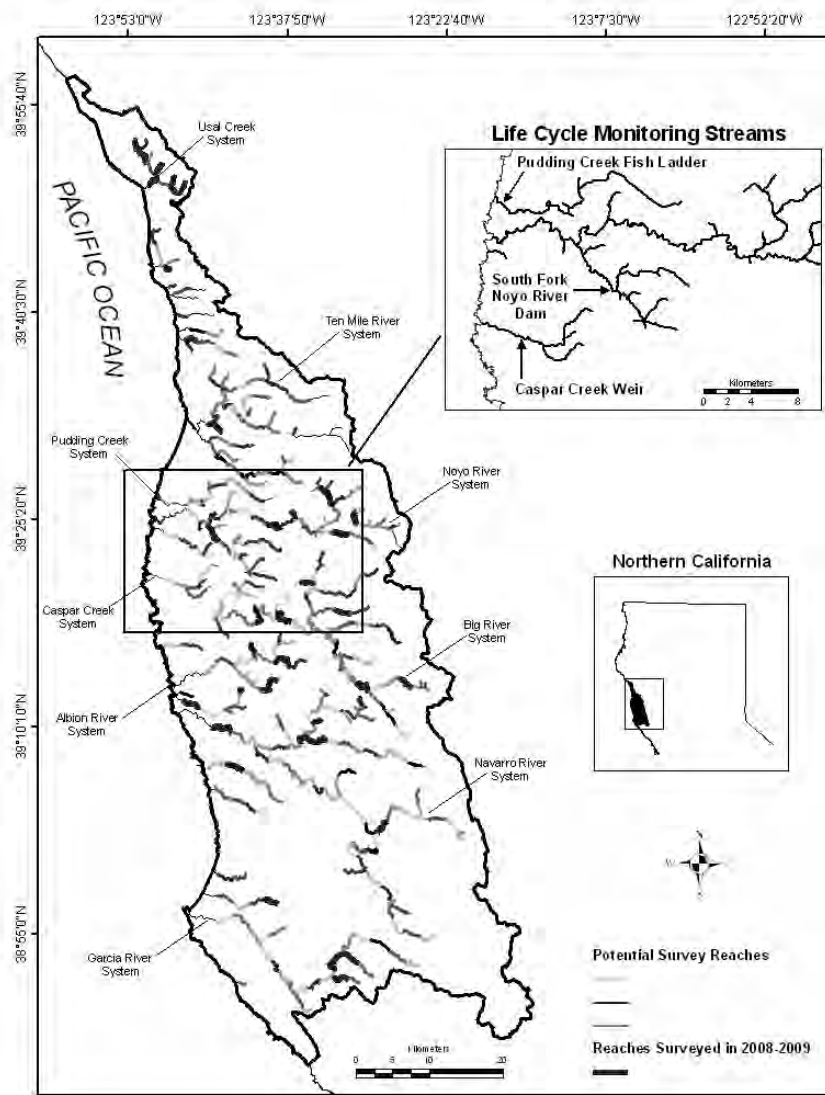 123°53'0"W 123°37'50"W 123°22'40"W 123°7'30"W 122°52'20"W
39°55'40"N
39°40'30"N
39°25'20"N
39°10'10"N
38°55'0"N
PACIFIC OCEAN
Usal Creek
System
Ten Mile River
System
Pudding Creek
System
Noyo River
System
Caspar Creek
System
Big River
System
Albion River
System
Navarro River
System
Garcia River
System
Kilometers
0 5 10 20
Life Cycle Monitoring Streams
Pudding Creek Fish Ladder
South Fork
Noyo River
Dam
Caspar Creek Weir
Kilometers
0 2 4 8
Northern California
Potential Survey Reaches
Reaches Surveyed in 2008-2009